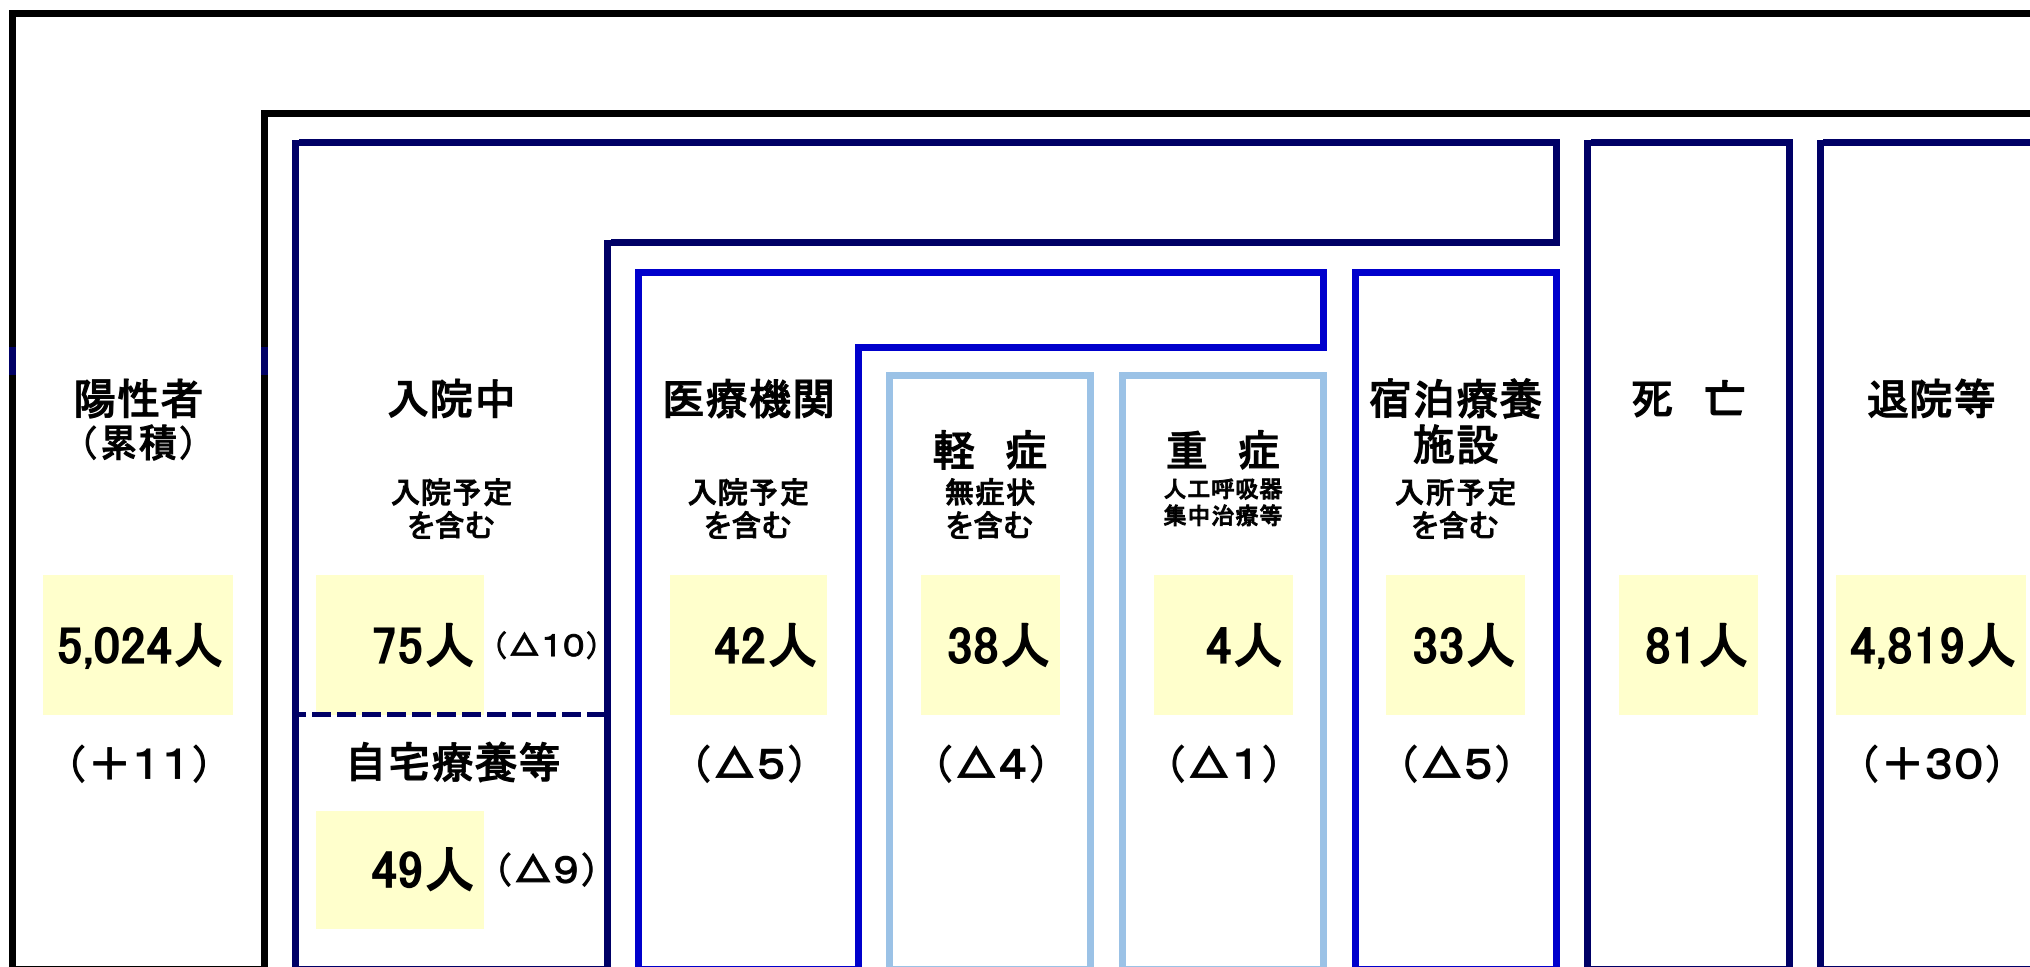 陽性者
（累積）
5,024人
（＋11）
入院中
入院予定
を含む
75人（△10）
自宅療養等
49人（△9）
医療機関
入院予定
を含む
42人
（△5）
軽　症
無症状
を含む
38人
（△4）
重　症
人工呼吸器
集中治療等
4人
（△1）
宿泊療養
施設
入所予定
を含む
33人
（△5）
死　亡
81人
退院等
4,819人
（＋30）